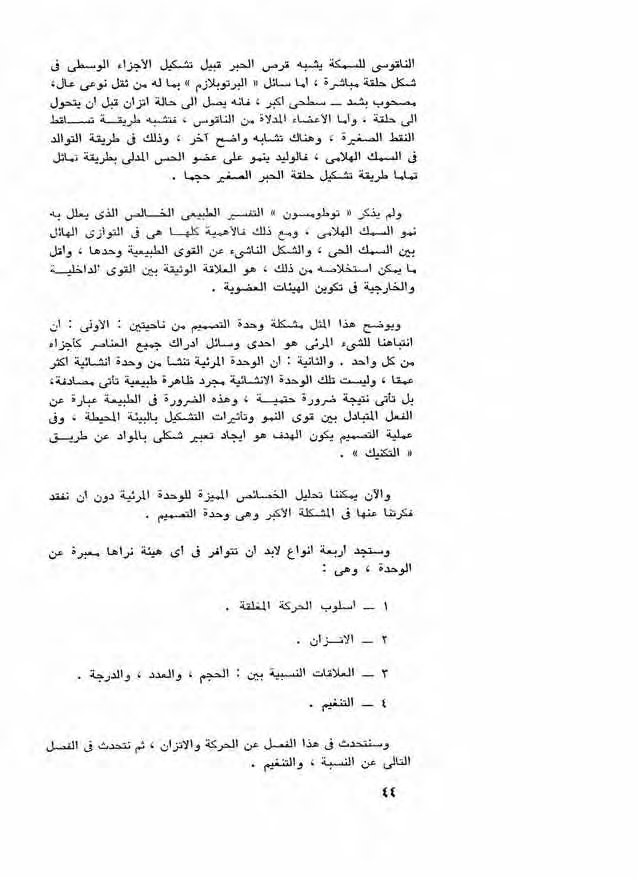 الناقوسى للسمكة يشبه قرص الحبر قبيل تشكيل الأجزاء الوسطى فى
شكل حلقة مباشرة ، أما سائل « البرتوبلازم » بما له من ثقل نوعى عال ،
مصحوب بشد — سطحى أكبر ، فانه يصل الى حالة اتزان قبل أن يتحول
الى حلقة ، وأما الأعضاء المدلاة من الناقوس ، فتشبه طريقة تساقط
النقط الصغيرة ، وهناك تشابه واضح آخر ، وذلك فى طريقة التوالد
فى السمك الهلامى ، فالوليد ينمو على عضو الحس المدلى بطريقة تماثل
تماما طريقة تشكيل حلقة الحبر الصغير حجما .
ولم يذكر « تومطوسون » التفسير الطبيعى الخالص الذى يعلل به
نمو السمك الهلامى ، ومع ذلك فالأهمية كلها هى فى التوازى الهائل
بين السمك الحى ، والشكل الناشىء عن القوى الطبيعية وحدها ، وأقل
ما يمكن استخلاصه من ذلك ، هو العلاقة الوثيقة بين القوى الداخلية
والخارجية فى تكوين الهيئات العضوية .
ويوضح هذا المثل مشكلة وحدة التصميم من ناحيتين : الأولى : أن
انتباهنا للشىء المرئى هو احدى وسائل ادراك جميع العناصر كأجزاء
من كل واحد . والثانية : أن الوحدة المرئية تنشأ من وحدة انشائية أكثر
عمقا ، وليست تلك الوحدة الانشائية مجرد ظاهرة طبيعية تأتى مصادفة ،
بل تأتى نتيجة ضرورة حتمية ، وهذه الضرورة فى الطبيعة عبارة عن
الفعل المتبادل بين قوى النمو وتأثيرات التشكيل بالبيئة المحيطة ، وفى
عملية التصميم يكون الهدف هو ايجاد تعبير شكلى بالمواد عن طريق
« التكنيك » .
والآن يمكننا تحليل الخصائص المميزة للوحدة المرئية دون أن نفقد
فكرتنا عنها فى المشكلة الأكبر وهى وحدة التصميم .
وستجد أربعة أنواع لابد أن تتوافر فى أى هيئة نراها معبرة عن
الوحدة ، وهى :
١ — أسلوب الحركة المغلقة .
٢ — الاتزان .
٣ — العلاقات النسبية بين : الحجم ، والعدد ، والدرجة .
٤ — التنغيم .
وسنتحدث فى هذا الفصل عن الحركة والاتزان ، ثم نتحدث فى الفصل
التالى عن النسبة ، والتنغيم .
٤٤